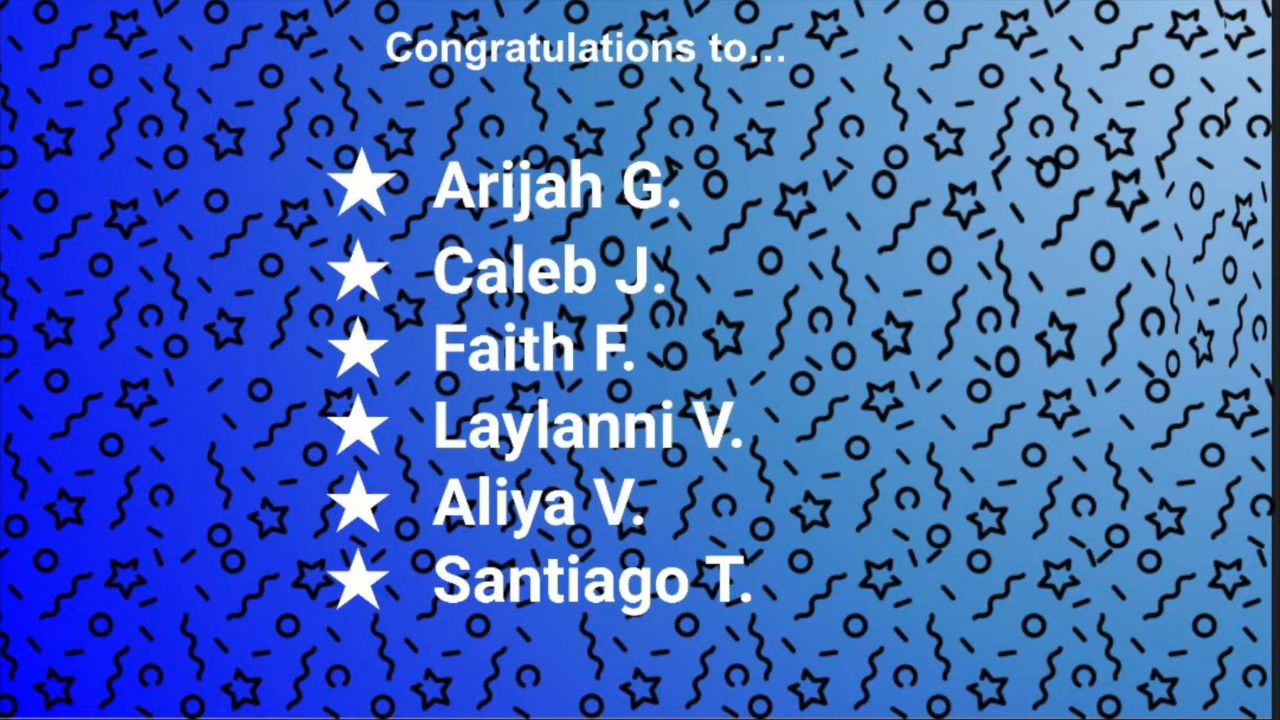 Congratulations to...
Arijah G.
Caleb J.
Faith F.
Laylanni V.
Aliya V.
Santiago T.